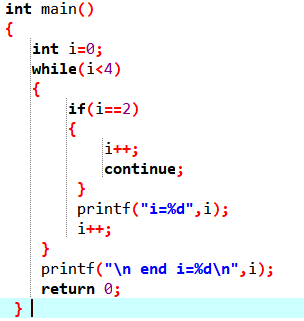 int main()
{
int i=0;
while(i<4)
{
if(i==2)
{
i++;
continue;
}
printf("i=%d",i);
i++;
}
printf("\n end i=%d\n",i);
return 0;
}